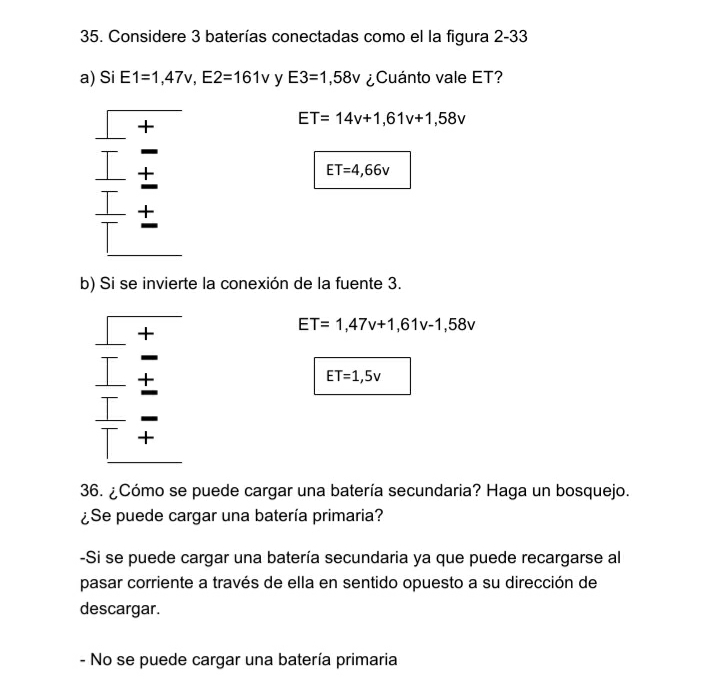 35. Considere 3 baterías conectadas como el la figura 2-33
a) Si E1=1,47v, E2=161v y E3=1,58v ¿Cuánto vale ET?
ET= 14v+1,61v+1,58v
+
-
ET=4,66v
+
-
+
-
b) Si se invierte la conexión de la fuente 3.
ET= 1,47v+1,61v-1,58v
+
-
ET=1,5v
+
-
-
+
36. ¿Cómo se puede cargar una batería secundaria? Haga un bosquejo.
¿Se puede cargar una batería primaria?
-Si se puede cargar una batería secundaria ya que puede recargarse al
pasar corriente a través de ella en sentido opuesto a su dirección de
descargar.
- No se puede cargar una batería primaria